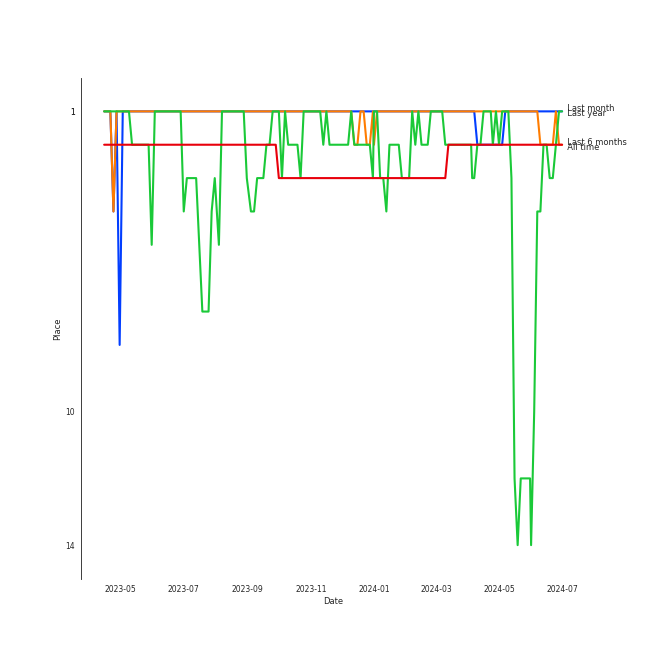 1
Last month
Last year
Last 6 months
All time
Place
10
14
2023-05 2023-07 2023-09 2023-11 2024-01 2024-03 2024-05 2024-07
Date